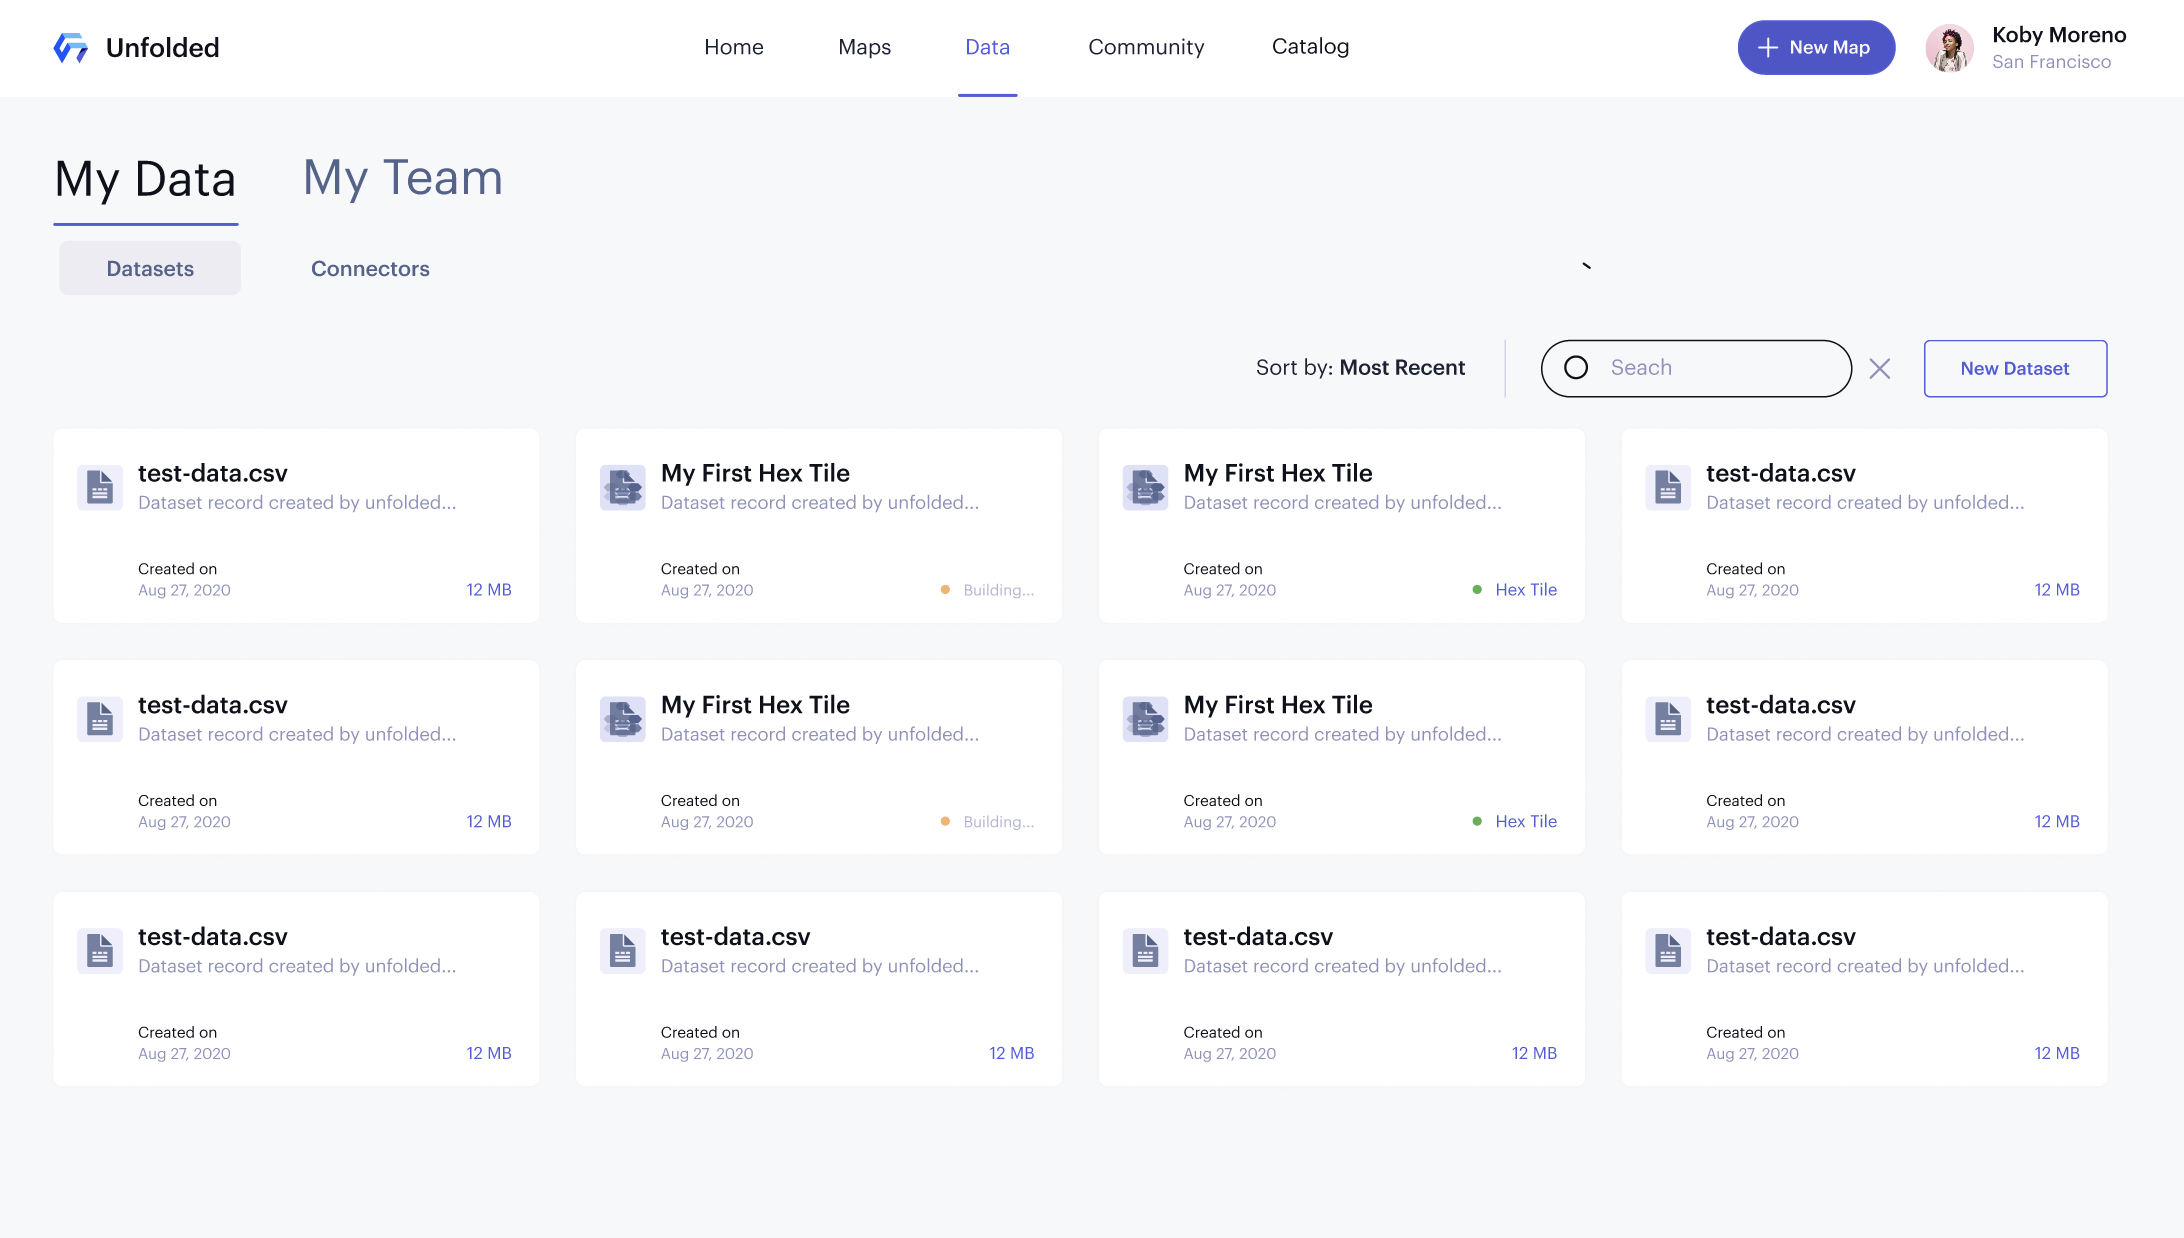 Unfolded
Home
Maps
Data
Community
Catalog
New Map
Koby Moreno
San Francisco
My Data
My Team
Datasets
Connectors
Sort by: Most Recent
Seach
New Dataset
test-data.csv
Dataset record created by unfolded...
Created on
Aug 27, 2020
12 MB
My First Hex Tile
Dataset record created by unfolded...
Created on
Aug 27, 2020
Building...
My First Hex Tile
Dataset record created by unfolded...
Created on
Aug 27, 2020
Hex Tile
test-data.csv
Dataset record created by unfolded...
Created on
Aug 27, 2020
12 MB
test-data.csv
Dataset record created by unfolded...
Created on
Aug 27, 2020
12 MB
My First Hex Tile
Dataset record created by unfolded...
Created on
Aug 27, 2020
Building...
My First Hex Tile
Dataset record created by unfolded...
Created on
Aug 27, 2020
Hex Tile
test-data.csv
Dataset record created by unfolded...
Created on
Aug 27, 2020
12 MB
test-data.csv
Dataset record created by unfolded...
Created on
Aug 27, 2020
12 MB
test-data.csv
Dataset record created by unfolded...
Created on
Aug 27, 2020
12 MB
test-data.csv
Dataset record created by unfolded...
Created on
Aug 27, 2020
12 MB
test-data.csv
Dataset record created by unfolded...
Created on
Aug 27, 2020
12 MB